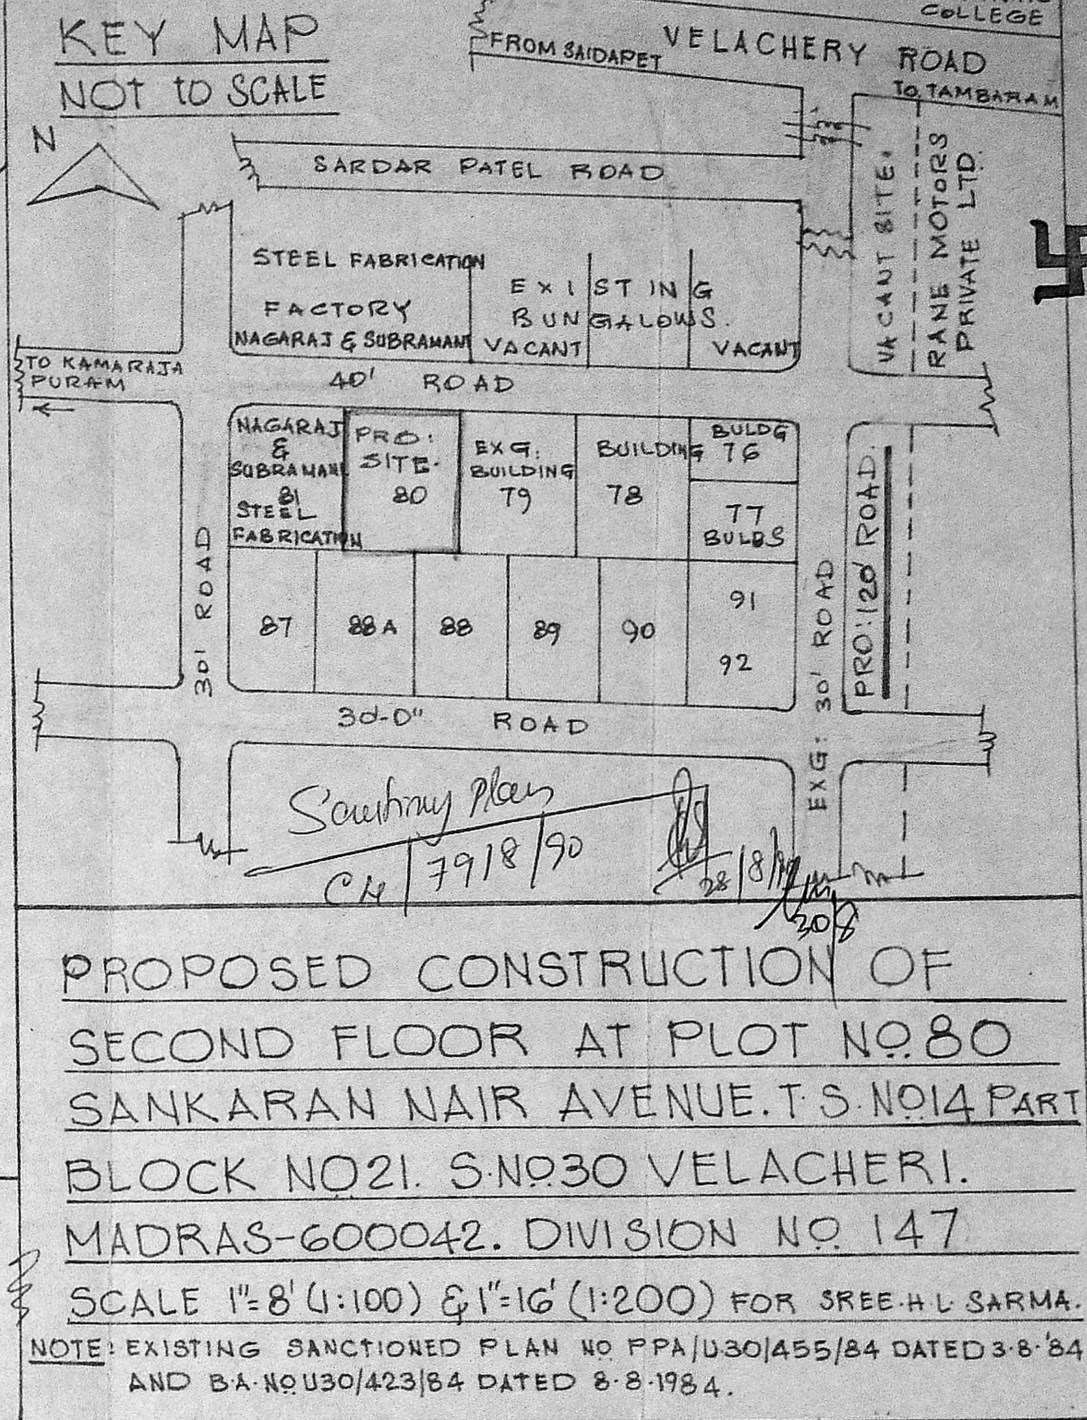 KEY MAP
NOT to SCALE
COLLEGE
FROM SAIDAPET
VELACHERY ROAD
TO TAMBARAM
N
SARDAR PATEL ROAD
VACANT SITE.
RANE MOTORS
PRIVATE LTD.
STEEL FABRICATION
FACTORY
NAGARAJ & SUBRAMANI
EXISTING
BUNGALOWS.
VACANT
VACANT
TO KAMARAJA
PURAM
40' ROAD
NAGARAJ
&
SUBRAMANI
81
STEEL
FABRICATION
PRO:
SITE.
80
EXG:
BUILDING
79
BUILDING
78
BULDG
76
77
BULBS
30' ROAD
87
88A
88
89
90
91
92
EXG: 30' ROAD
PRO: 120' ROAD.
30'-0" ROAD
Plan
7918/90
28/8/90
30/8
PROPOSED CONSTRUCTION OF
SECOND FLOOR AT PLOT NO.80
SANKARAN NAIR AVENUE. T.S.NO14 PART
BLOCK NO21. S.NO.30 VELACHERI.
MADRAS-600042. DIVISION NO. 147
SCALE 1"=8' (1:100) & 1"=16' (1:200) FOR SREE.H.L.SARMA.
NOTE: EXISTING SANCTIONED PLAN NO PPA/U30/455/84 DATED 3.8.'84
AND B.A.NO U30/423/84 DATED 8.8.1984.